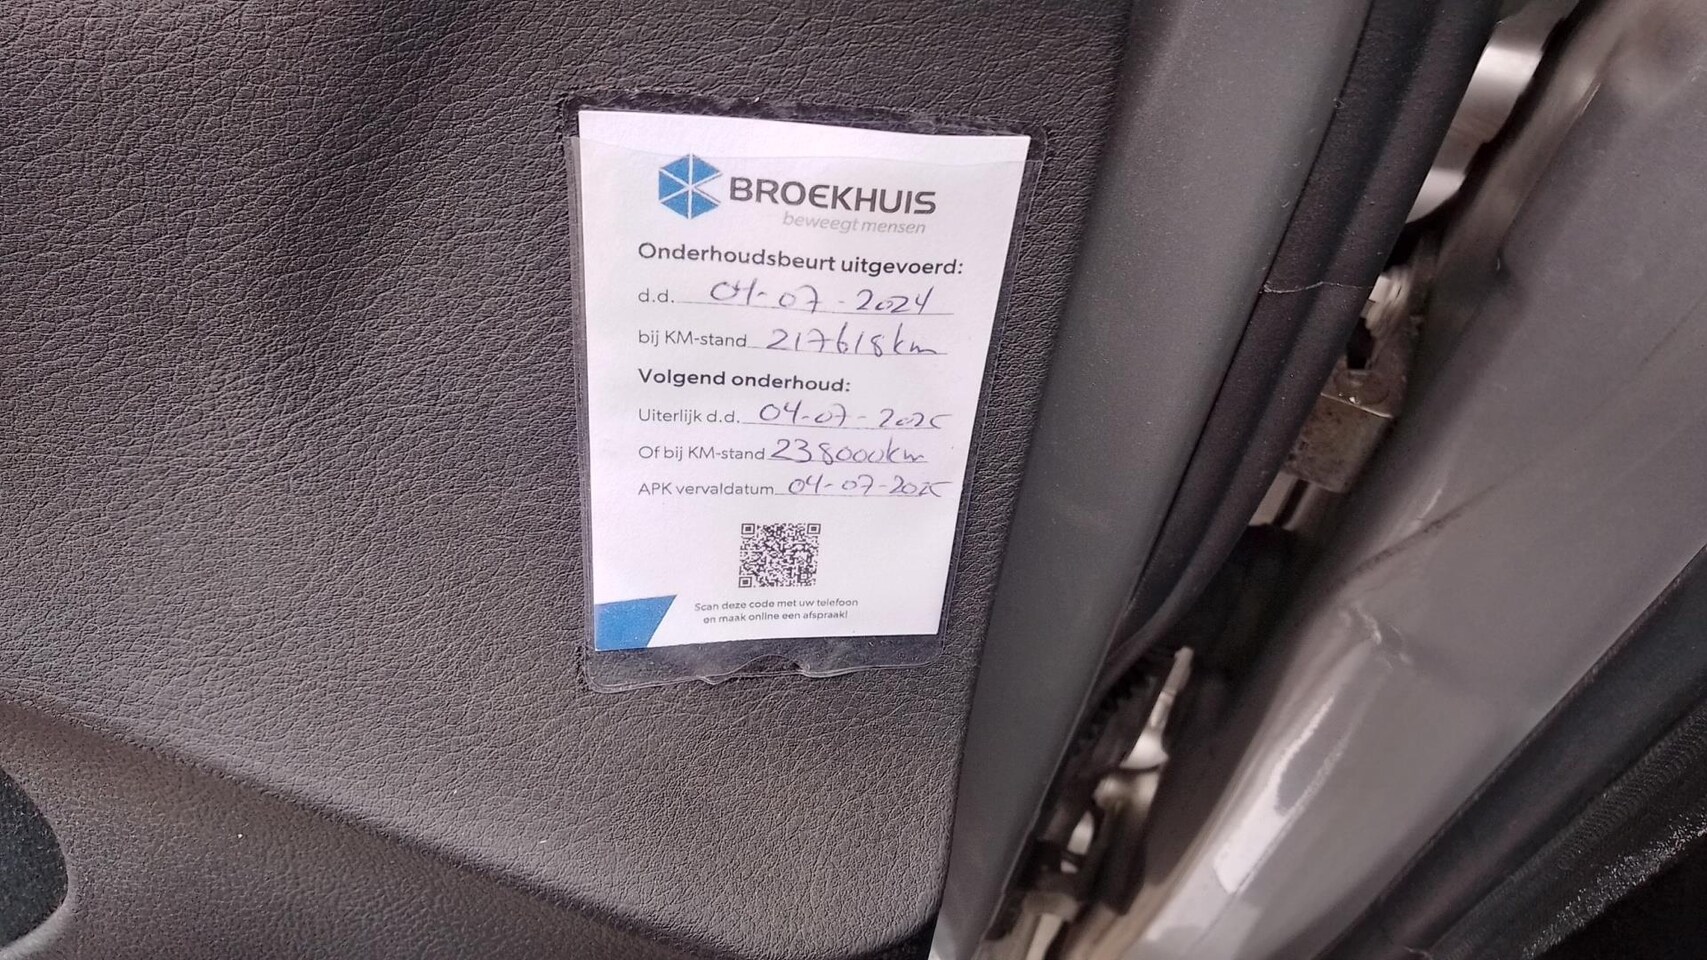 BROEKHUIS
beweegt mensen
Onderhoudsbeurt uitgevoerd:
d.d. 04-07-2024
bij KM-stand 217618km
Volgend onderhoud:
Uiterlijk d.d. 04-07-2025
Of bij KM-stand 238000km
APK vervaldatum 04-07-2025
Scan deze code met uw telefoon
en maak online een afspraak!